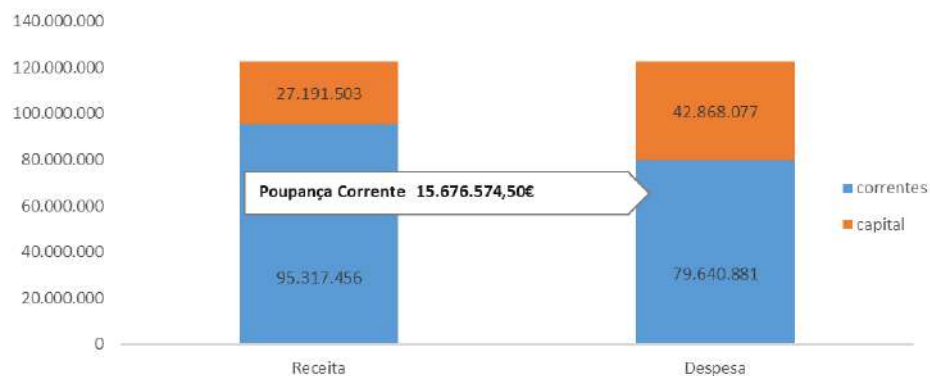 140.000.000
120.000.000
100.000.000
80.000.000
60.000.000
40.000.000
20.000.000
0
27.191.503
42.868.077
Poupança Corrente 15.676.574,50€
95.317.456
79.640.881
correntes
capital
Receita
Despesa